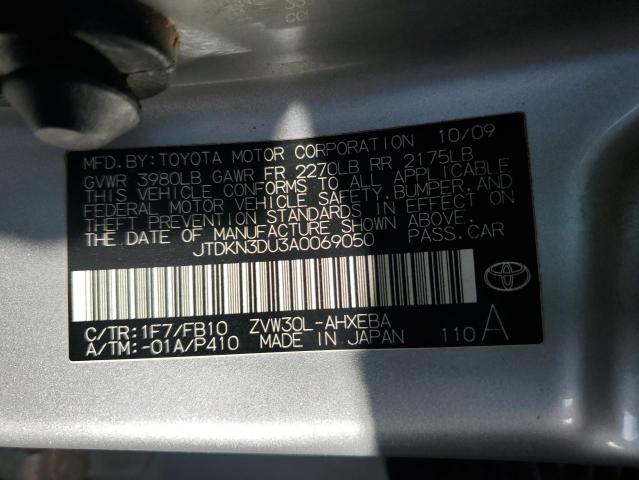 MFD. BY: TOYOTA MOTOR CORPORATION 10/09
GVWR 3980LB GAWR FR 2270LB RR 2175LB
THIS VEHICLE CONFORMS TO ALL APPLICABLE
FEDERAL MOTOR VEHICLE SAFETY, BUMPER, AND
THEFT PREVENTION STANDARDS IN EFFECT ON
THE DATE OF MANUFACTURE SHOWN ABOVE.
JTDKN3DU3A0069050 PASS.CAR
C/TR: 1F7/FB10 ZVW30L-AHXEBA
A/TM: -01A/P410 MADE IN JAPAN 110 A